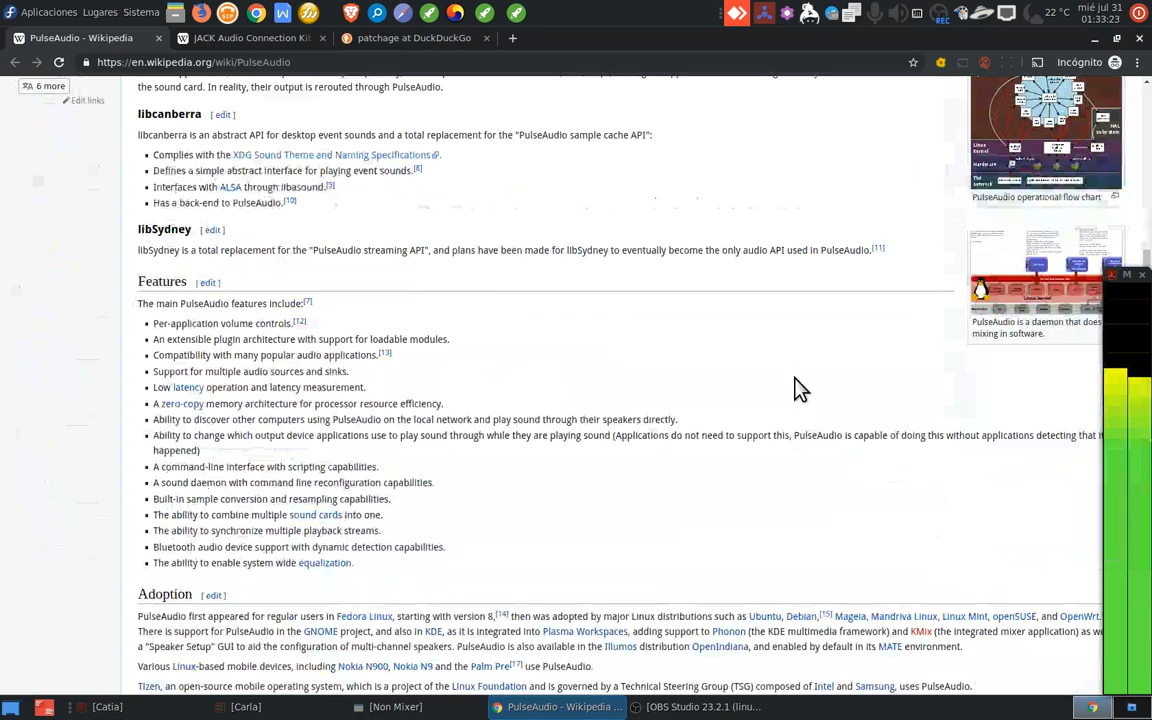 Aplicaciones Lugares Sistema
22 °C mié jul 31
01:33:23
REC
PulseAudio - Wikipedia
JACK Audio Connection Kit
patchage at DuckDuckGo
https://en.wikipedia.org/wiki/PulseAudio
Incógnito
6 more
Edit links
the sound card. In reality, their output is rerouted through PulseAudio.
libcanberra [ edit ]
libcanberra is an abstract API for desktop event sounds and a total replacement for the "PulseAudio sample cache API":
Complies with the XDG Sound Theme and Naming Specifications.
Defines a simple abstract interface for playing event sounds.[8]
Interfaces with ALSA through libasound.[9]
Has a back-end to PulseAudio.[10]
PulseAudio operational flow chart
libSydney [ edit ]
libSydney is a total replacement for the "PulseAudio streaming API", and plans have been made for libSydney to eventually become the only audio API used in PulseAudio.[11]
Features [ edit ]
M
The main PulseAudio features include:[7]
PulseAudio is a daemon that does
mixing in software.
Per-application volume controls.[12]
An extensible plugin architecture with support for loadable modules.
Compatibility with many popular audio applications.[13]
Support for multiple audio sources and sinks.
Low latency operation and latency measurement.
A zero-copy memory architecture for processor resource efficiency.
Ability to discover other computers using PulseAudio on the local network and play sound through their speakers directly.
Ability to change which output device applications use to play sound through while they are playing sound (Applications do not need to support this, PulseAudio is capable of doing this without applications detecting that it
happened)
A command-line interface with scripting capabilities.
A sound daemon with command line reconfiguration capabilities.
Built-in sample conversion and resampling capabilities.
The ability to combine multiple sound cards into one.
The ability to synchronize multiple playback streams.
Bluetooth audio device support with dynamic detection capabilities.
The ability to enable system wide equalization.
Adoption [ edit ]
PulseAudio first appeared for regular users in Fedora Linux, starting with version 8,[14] then was adopted by major Linux distributions such as Ubuntu, Debian,[15] Mageia, Mandriva Linux, Linux Mint, openSUSE, and OpenWrt.
There is support for PulseAudio in the GNOME project, and also in KDE, as it is integrated into Plasma Workspaces, adding support to Phonon (the KDE multimedia framework) and KMix (the integrated mixer application) as w
a "Speaker Setup" GUI to aid the configuration of multi-channel speakers. PulseAudio is also available in the Illumos distribution OpenIndiana, and enabled by default in its MATE environment.
Various Linux-based mobile devices, including Nokia N900, Nokia N9 and the Palm Pre[17] use PulseAudio.
Tizen, an open-source mobile operating system, which is a project of the Linux Foundation and is governed by a Technical Steering Group (TSG) composed of Intel and Samsung, uses PulseAudio.
[Catia] [Carla] [Non Mixer] PulseAudio - Wikipedia ... [OBS Studio 23.2.1 (linu...